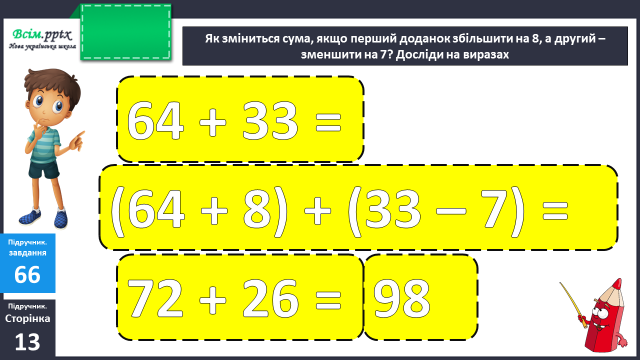 Всім.pptx
Нова українська школа
Як зміниться сума, якщо перший доданок збільшити на 8, а другий –
зменшити на 7? Досліди на виразах
64 + 33 =
(64 + 8) + (33 – 7) =
72 + 26 = 98
Підручник.
завдання
66
Підручник.
Сторінка
13